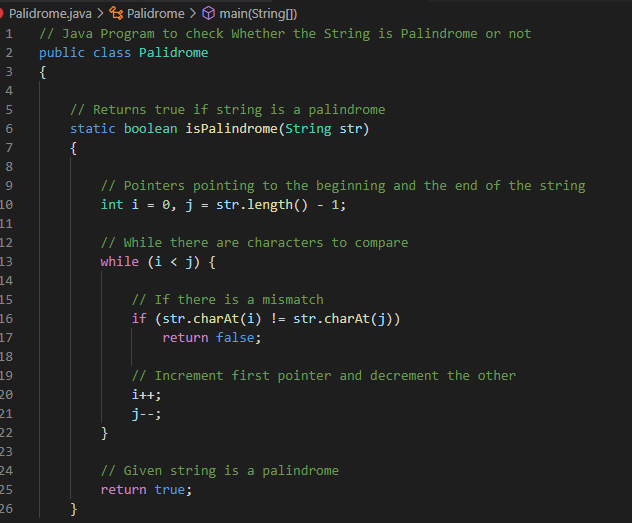 Palidrome.java > Palidrome > main(String[])
1 // Java Program to check Whether the String is Palindrome or not
2 public class Palidrome
3 {
4
5 // Returns true if string is a palindrome
6 static boolean isPalindrome(String str)
7 {
8
9 // Pointers pointing to the beginning and the end of the string
10 int i = 0, j = str.length() - 1;
11
12 // While there are characters to compare
13 while (i < j) {
14
15 // If there is a mismatch
16 if (str.charAt(i) != str.charAt(j))
17 return false;
18
19 // Increment first pointer and decrement the other
20 i++;
21 j--;
22 }
23
24 // Given string is a palindrome
25 return true;
26 }